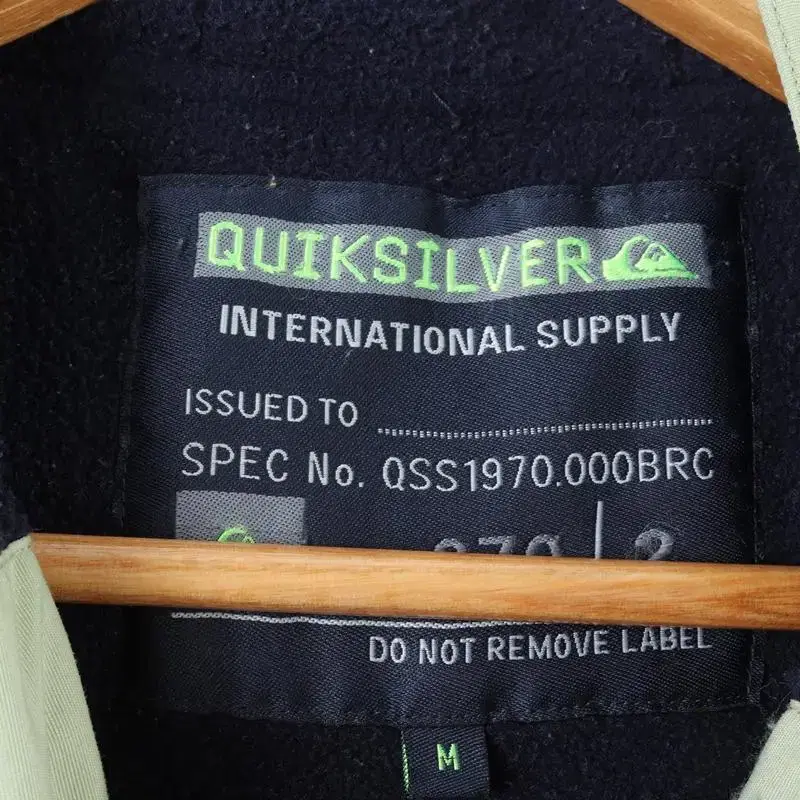 QUIKSILVER
INTERNATIONAL SUPPLY
ISSUED TO
SPEC No. QSS1970.000BRC
DO NOT REMOVE LABEL
M